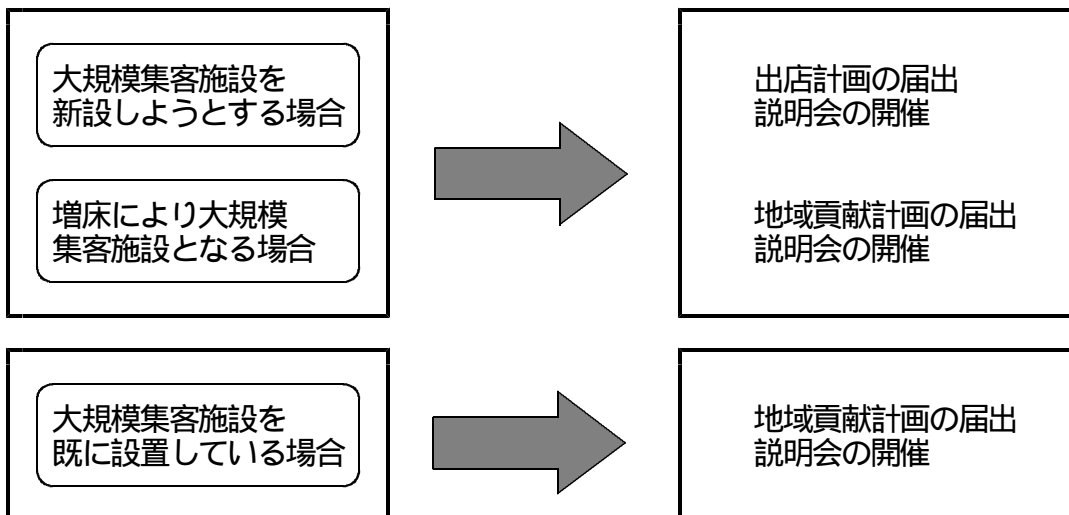 大規模集客施設を
新設しようとする場合
増床により大規模
集客施設となる場合
出店計画の届出
説明会の開催
地域貢献計画の届出
説明会の開催
大規模集客施設を
既に設置している場合
地域貢献計画の届出
説明会の開催